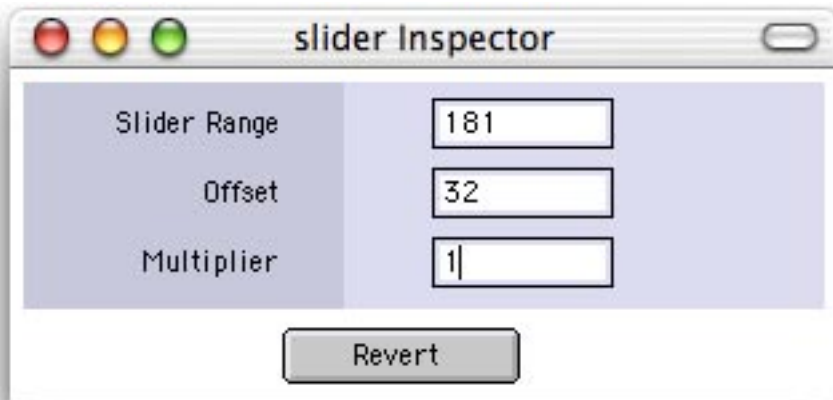 slider Inspector
Slider Range 181
Offset 32
Multiplier 1
Revert